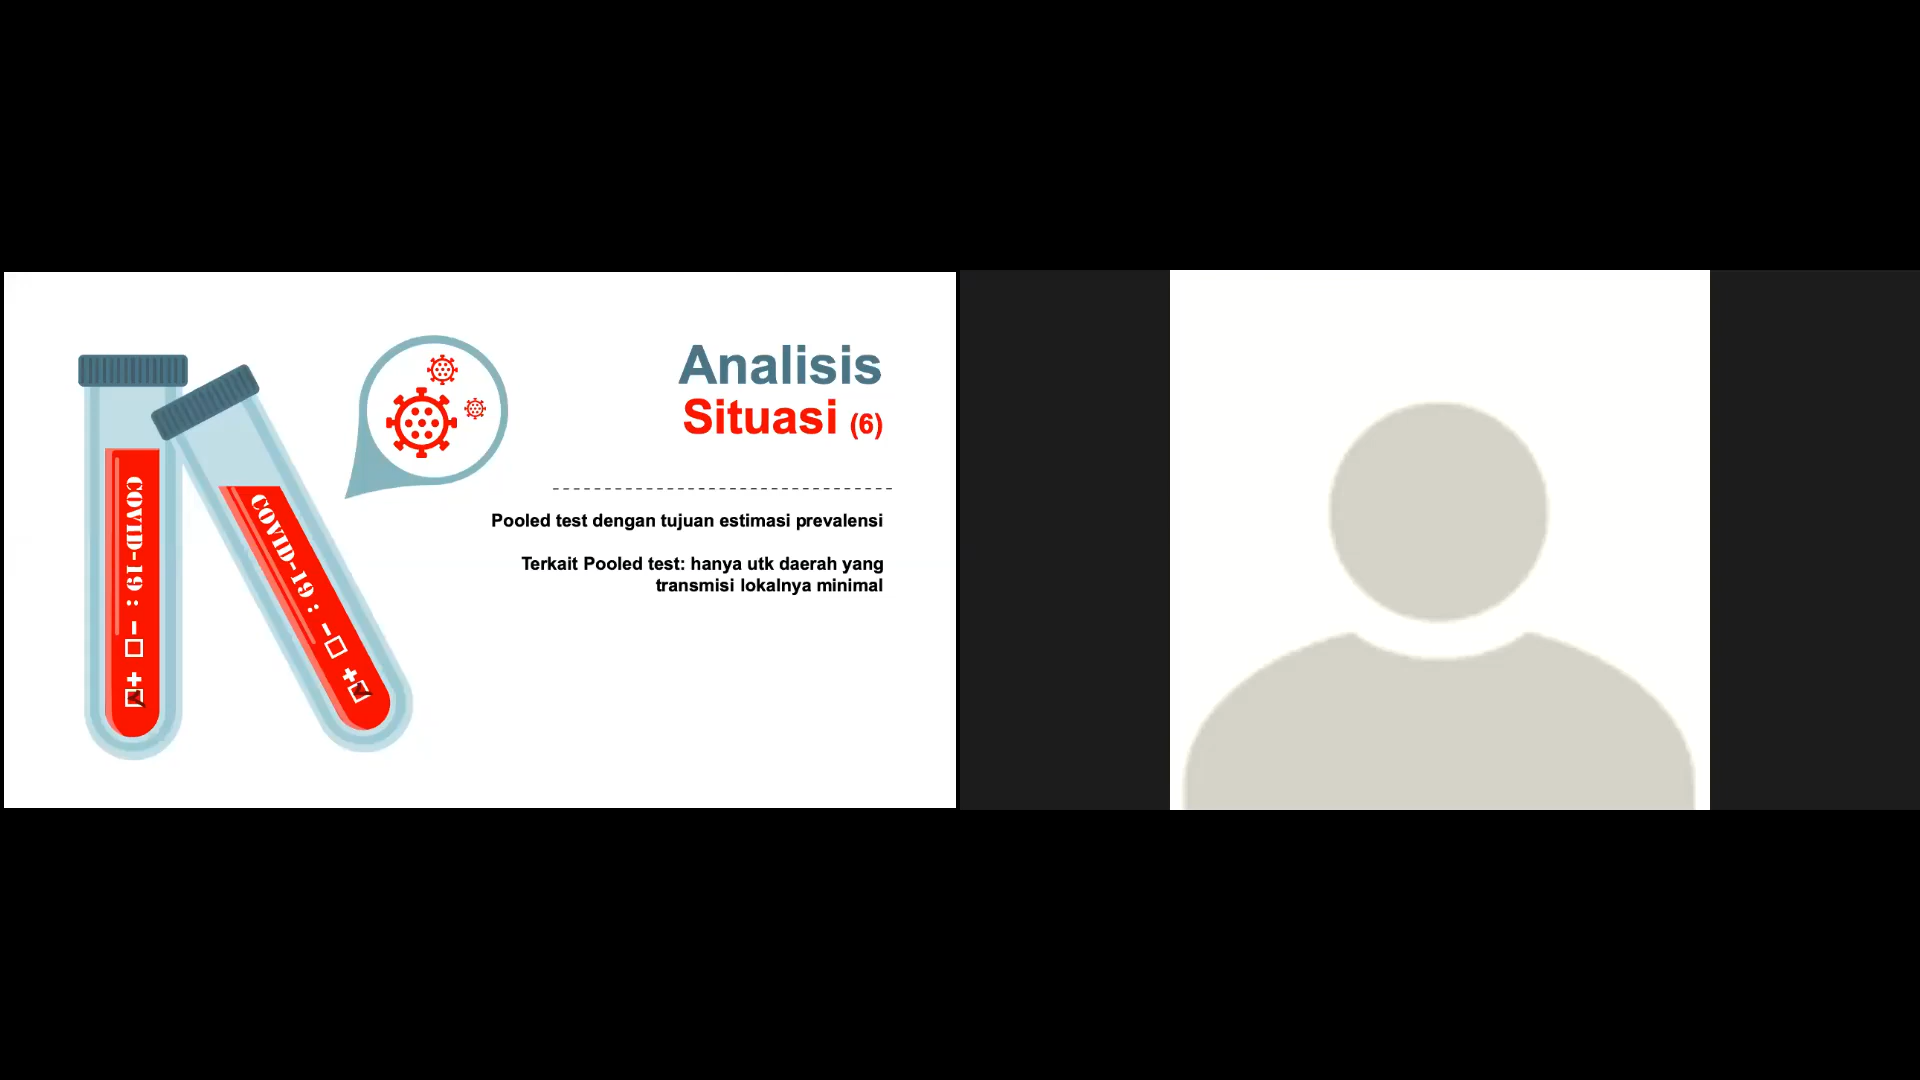 Analisis
Situasi (6)
Pooled test dengan tujuan estimasi prevalensi
Terkait Pooled test: hanya utk daerah yang
transmisi lokalnya minimal
COVID-19 : - +
COVID-19 : - +